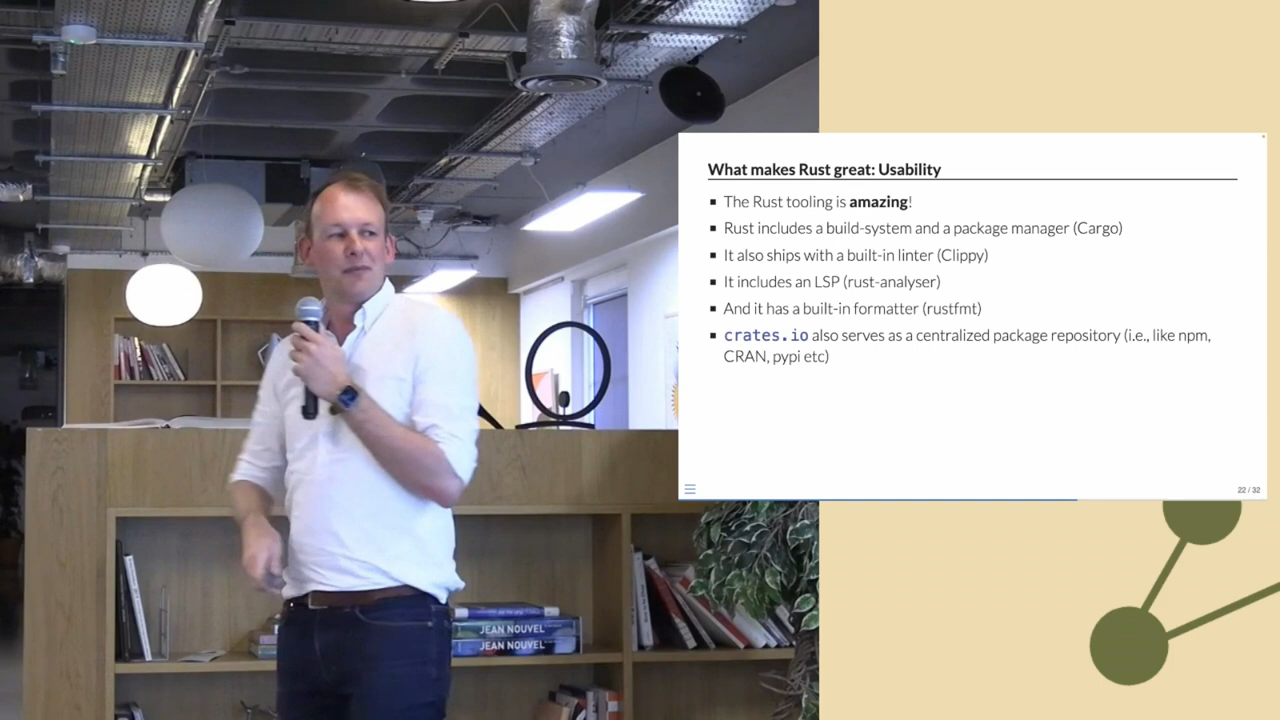 What makes Rust great: Usability
The Rust tooling is amazing!
Rust includes a build-system and a package manager (Cargo)
It also ships with a built-in linter (Clippy)
It includes an LSP (rust-analyser)
And it has a built-in formatter (rustfmt)
crates.io also serves as a centralized package repository (i.e., like npm,
CRAN, pypi etc)
22 / 32
JEAN NOUVEL
JEAN NOUVEL